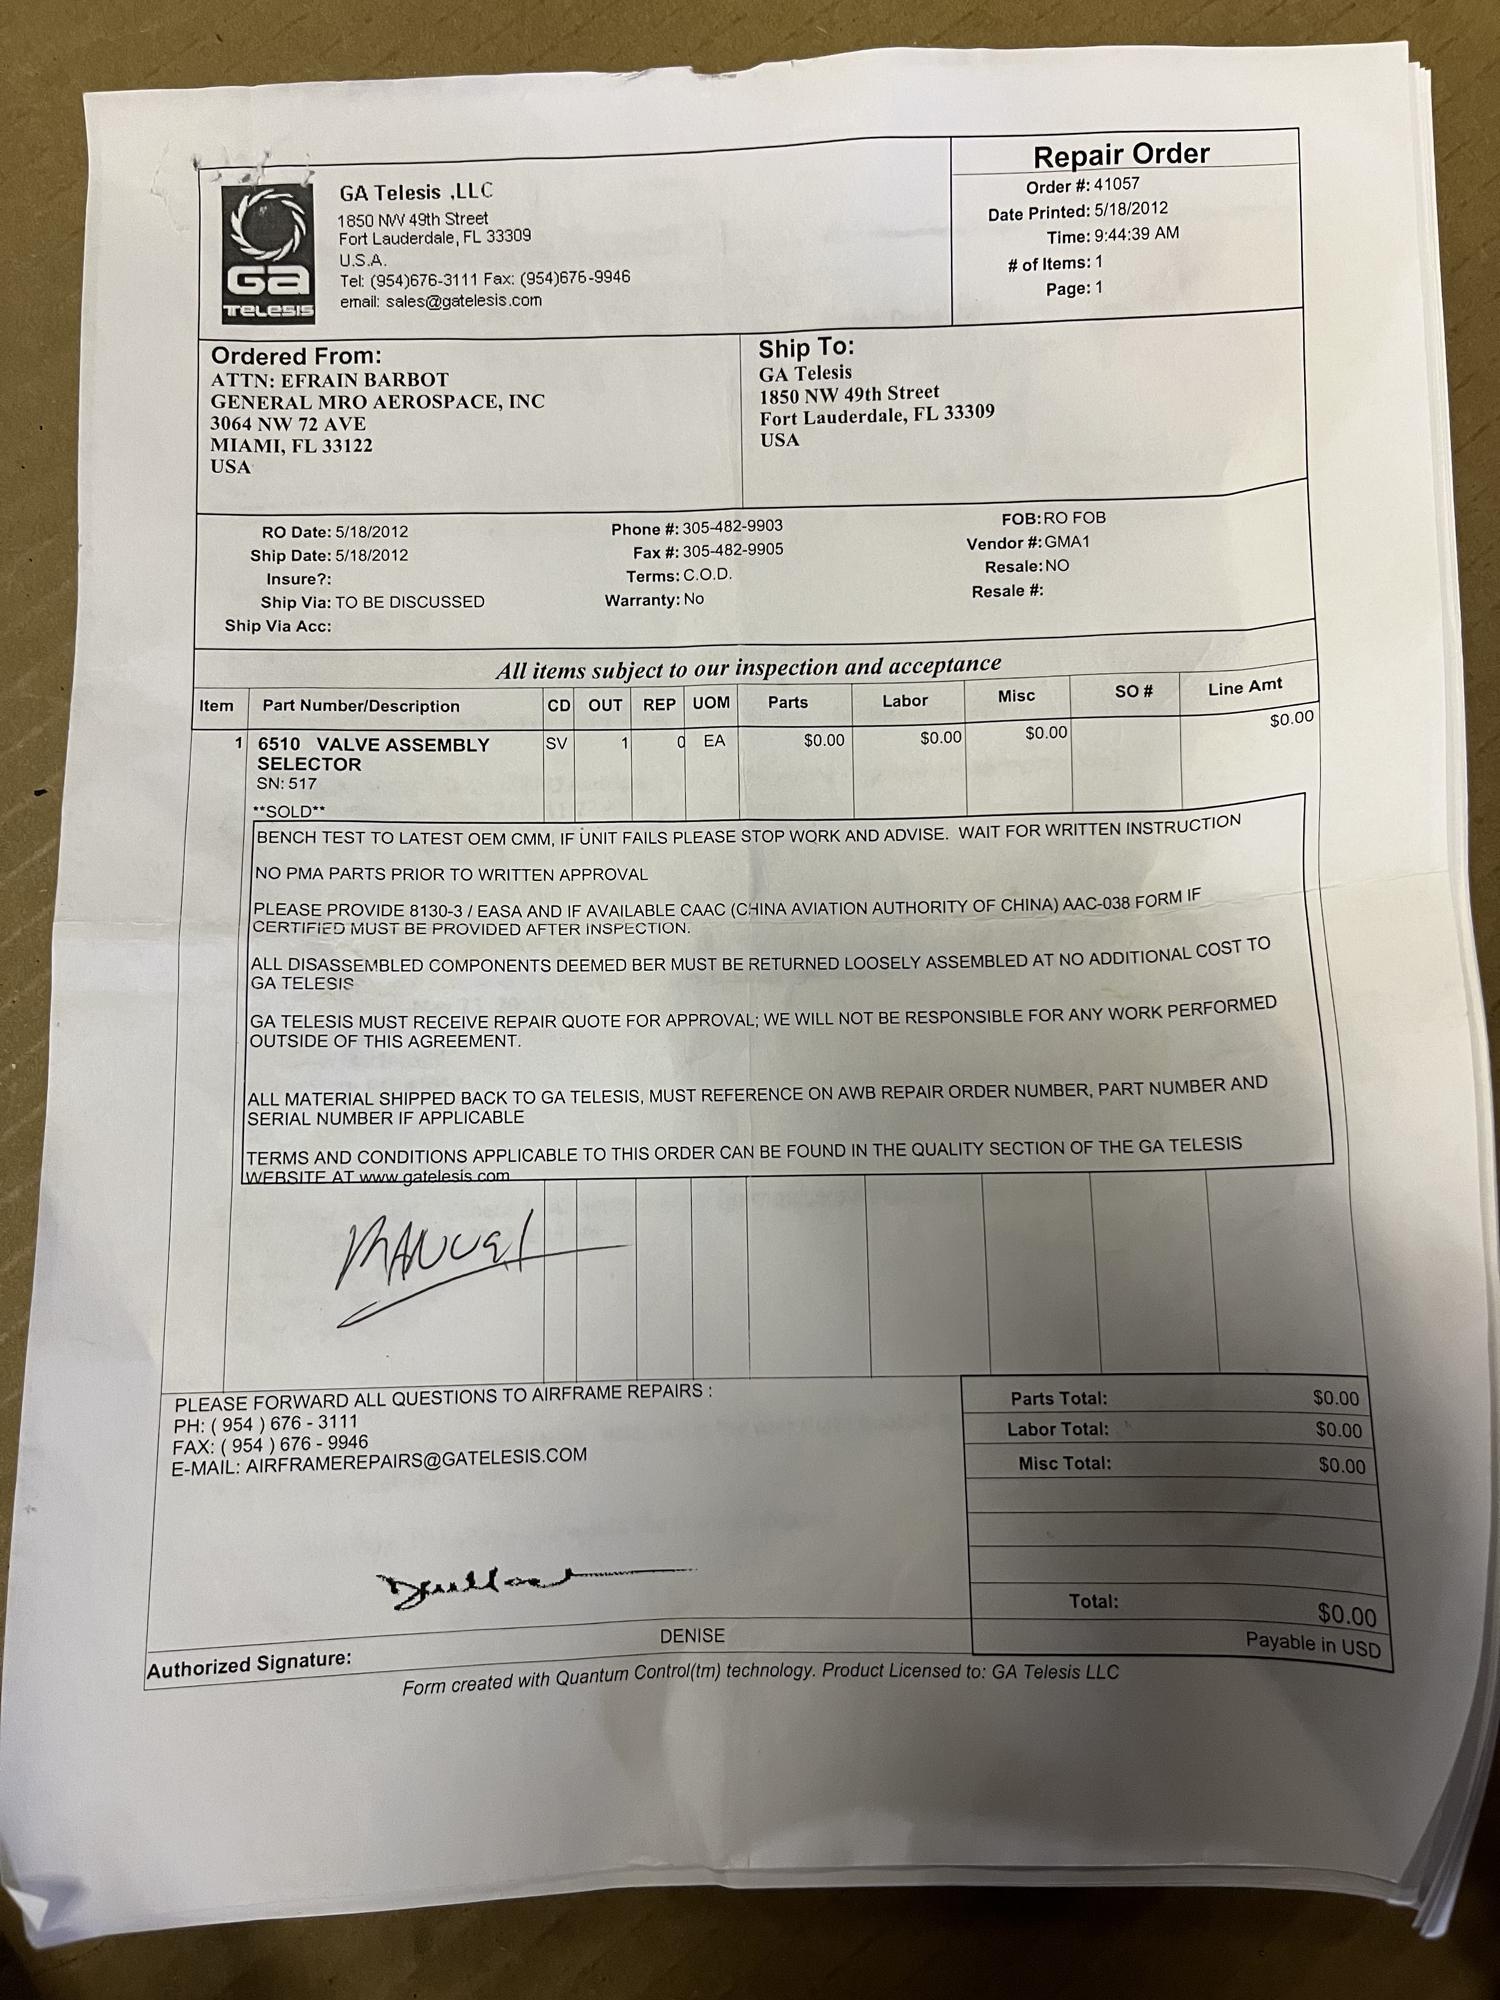 Ga
TELESIS
GA Telesis ,LLC
1850 NW 49th Street
Fort Lauderdale, FL 33309
U.S.A.
Tel: (954)676-3111 Fax: (954)676-9946
email: sales@gatelesis.com
Repair Order
Order #: 41057
Date Printed: 5/18/2012
Time: 9:44:39 AM
# of Items: 1
Page: 1
Ordered From:
ATTN: EFRAIN BARBOT
GENERAL MRO AEROSPACE, INC
3064 NW 72 AVE
MIAMI, FL 33122
USA
Ship To:
GA Telesis
1850 NW 49th Street
Fort Lauderdale, FL 33309
USA
RO Date: 5/18/2012
Ship Date: 5/18/2012
Insure?:
Ship Via: TO BE DISCUSSED
Ship Via Acc:
Phone #: 305-482-9903
Fax #: 305-482-9905
Terms: C.O.D.
Warranty: No
FOB: RO FOB
Vendor #: GMA1
Resale: NO
Resale #:
All items subject to our inspection and acceptance
Item Part Number/Description CD OUT REP UOM Parts Labor Misc SO # Line Amt
1 6510 VALVE ASSEMBLY SV 1 0 EA $0.00 $0.00 $0.00 $0.00
SELECTOR
SN: 517
**SOLD**
BENCH TEST TO LATEST OEM CMM, IF UNIT FAILS PLEASE STOP WORK AND ADVISE. WAIT FOR WRITTEN INSTRUCTION
NO PMA PARTS PRIOR TO WRITTEN APPROVAL
PLEASE PROVIDE 8130-3 / EASA AND IF AVAILABLE CAAC (CHINA AVIATION AUTHORITY OF CHINA) AAC-038 FORM IF
CERTIFIED MUST BE PROVIDED AFTER INSPECTION.
ALL DISASSEMBLED COMPONENTS DEEMED BER MUST BE RETURNED LOOSELY ASSEMBLED AT NO ADDITIONAL COST TO
GA TELESIS
GA TELESIS MUST RECEIVE REPAIR QUOTE FOR APPROVAL; WE WILL NOT BE RESPONSIBLE FOR ANY WORK PERFORMED
OUTSIDE OF THIS AGREEMENT.
ALL MATERIAL SHIPPED BACK TO GA TELESIS, MUST REFERENCE ON AWB REPAIR ORDER NUMBER, PART NUMBER AND
SERIAL NUMBER IF APPLICABLE
TERMS AND CONDITIONS APPLICABLE TO THIS ORDER CAN BE FOUND IN THE QUALITY SECTION OF THE GA TELESIS
WEBSITE AT www.gatelesis.com
MANUAL
PLEASE FORWARD ALL QUESTIONS TO AIRFRAME REPAIRS :
PH: ( 954 ) 676 - 3111
FAX: ( 954 ) 676 - 9946
E-MAIL: AIRFRAMEREPAIRS@GATELESIS.COM
Parts Total: $0.00
Labor Total: $0.00
Misc Total: $0.00
Total: $0.00
Payable in USD
DENISE
Authorized Signature:
Form created with Quantum Control(tm) technology. Product Licensed to: GA Telesis LLC